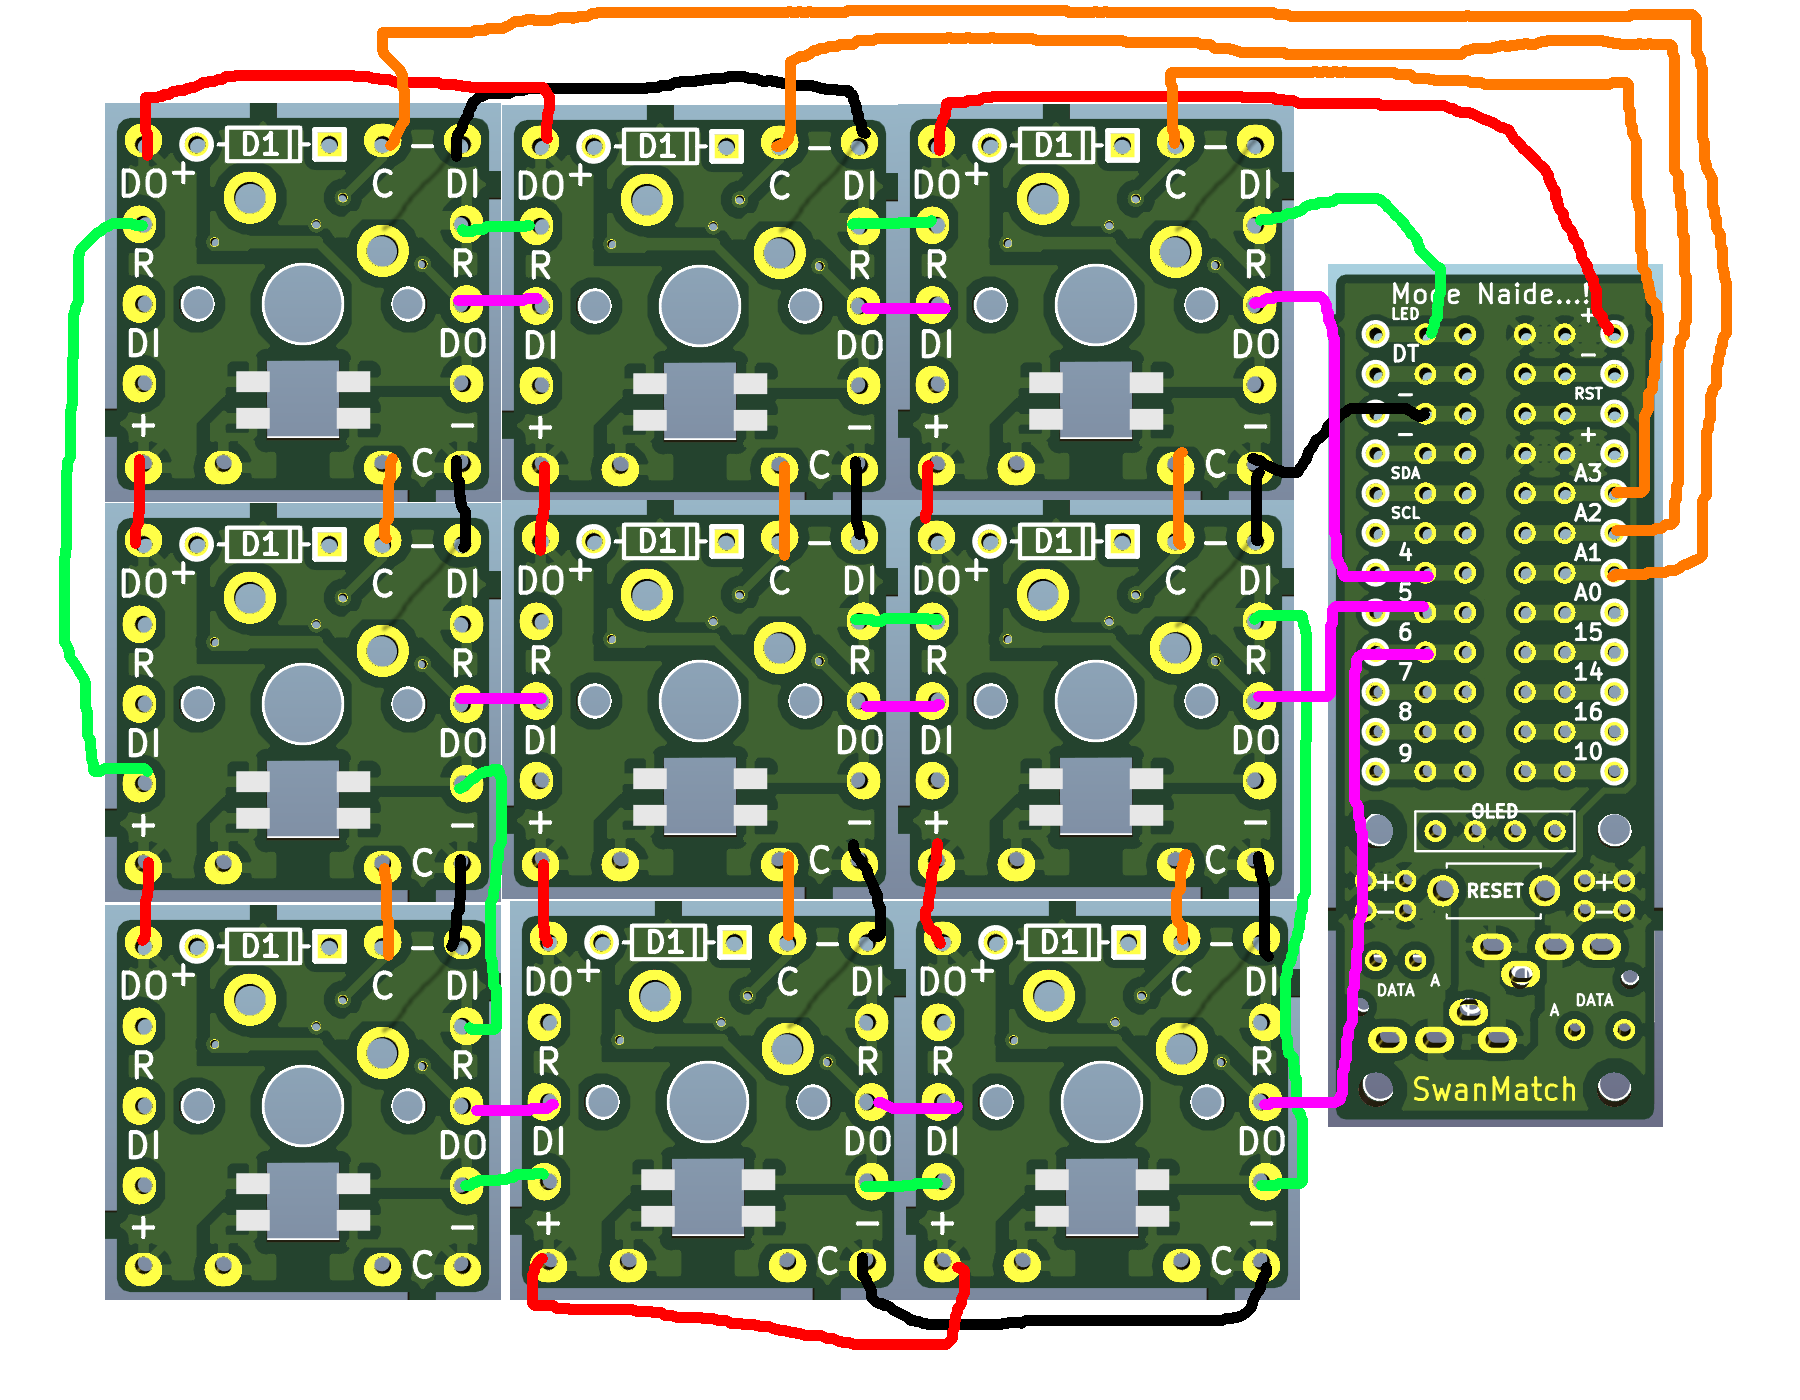 D1 −
DO + C DI
R R
DI DO
+ −
C
D1 −
DO + C DI
R R
DI DO
+ −
C
D1 −
DO + C DI
R R
DI DO
+ −
C
D1 −
DO + C DI
R R
DI DO
+ −
C
D1 −
DO + C DI
R R
DI DO
+ −
C
D1 −
DO + C DI
R R
DI DO
+ −
C
D1 −
DO + C DI
R R
DI DO
+ −
C
D1 −
DO + C DI
R R
DI DO
+ −
C
D1 −
DO + C DI
R R
DI DO
+ −
C
Mode Naide...!
LED +
DT −
− RST
− +
SDA A3
SCL A2
4 A1
5 A0
6 15
7 14
8 16
9 10
OLED
+ RESET +
− −
DATA A
A DATA
SwanMatch